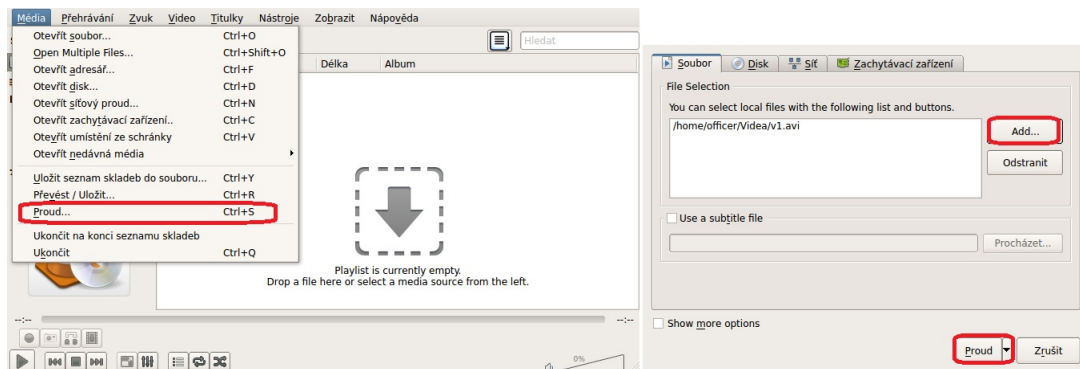 Média Přehrávání Zvuk Video Titulky Nástroje Zobrazit Nápověda
Otevřít soubor... Ctrl+O
Open Multiple Files... Ctrl+Shift+O
Otevřít adresář... Ctrl+F
Otevřít disk... Ctrl+D
Otevřít síťový proud... Ctrl+N
Otevřít zachytávací zařízení.. Ctrl+C
Otevřít umístění ze schránky Ctrl+V
Otevřít nedávná média
Uložit seznam skladeb do souboru... Ctrl+Y
Převést / Uložit... Ctrl+R
Proud... Ctrl+S
Ukončit na konci seznamu skladeb
Ukončit Ctrl+Q
Hledat
Délka Album
Playlist is currently empty.
Drop a file here or select a media source from the left.
--:-- --:--
0%
Soubor Disk Síť Zachytávací zařízení
File Selection
You can select local files with the following list and buttons.
/home/officer/Videa/v1.avi
Add...
Odstranit
Use a subtitle file
Procházet...
Show more options
Proud Zrušit